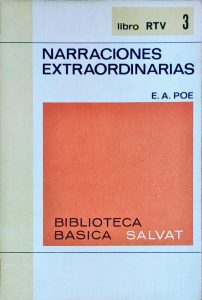 libro RTV 3
NARRACIONES
EXTRAORDINARIAS
E. A. POE
BIBLIOTECA
BASICA SALVAT